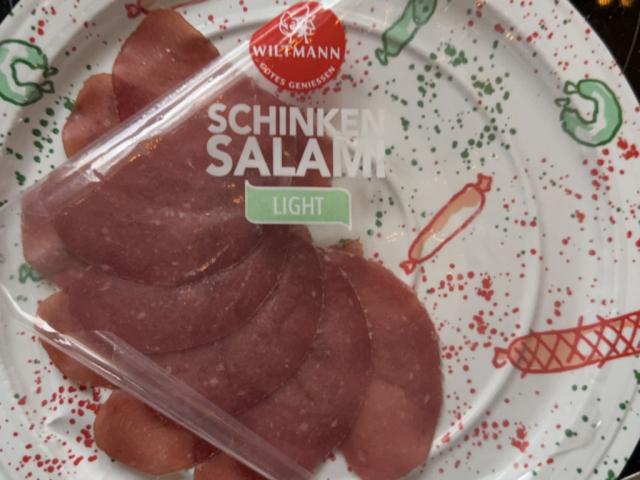 WILTMANN
GUTES GENIESSEN
SCHINKEN
SALAMI
LIGHT